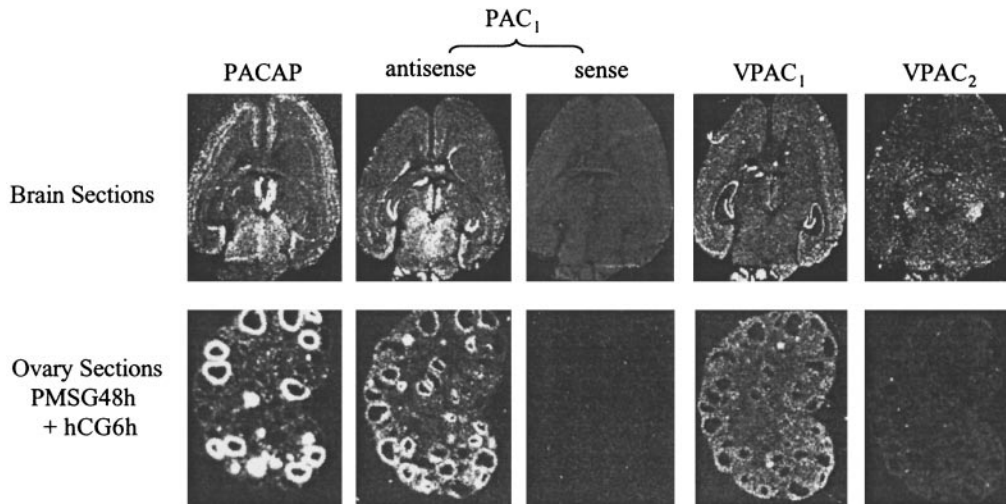 PAC₁
PACAP antisense sense VPAC₁ VPAC₂
Brain Sections
Ovary Sections
PMSG48h
+ hCG6h